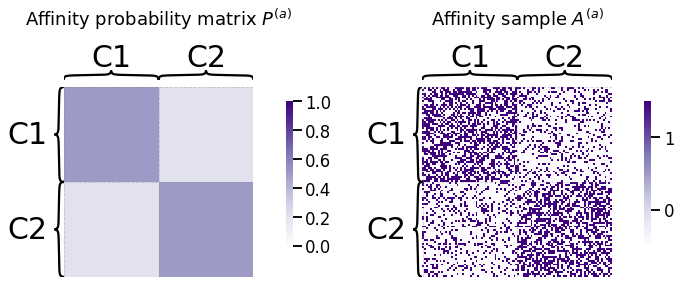 Affinity probability matrix P^(a)
C1 C2
C1
C2
1.0
0.8
0.6
0.4
0.2
0.0
Affinity sample A^(a)
C1 C2
C1
C2
1
0